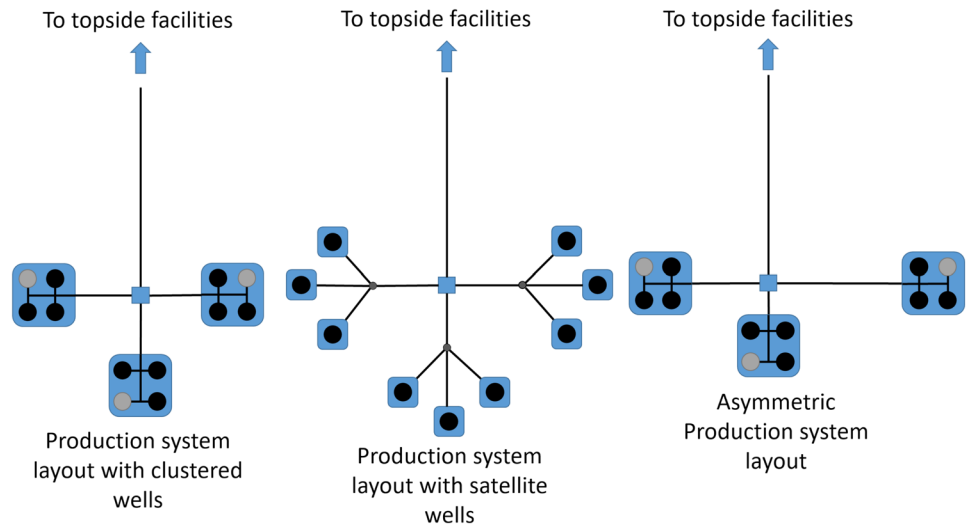 To topside facilities
To topside facilities
To topside facilities
Production system
layout with clustered
wells
Production system
layout with satellite
wells
Asymmetric
Production system
layout